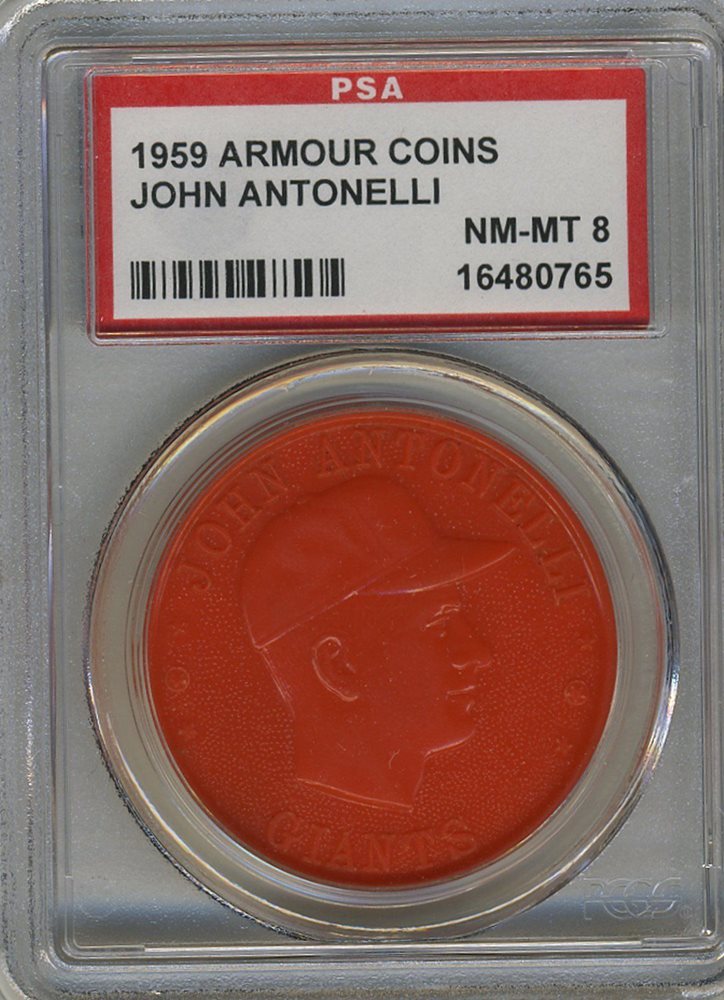 PSA
1959 ARMOUR COINS
JOHN ANTONELLI
NM-MT 8
16480765
JOHN ANTONELLI
GIANTS
PCGS